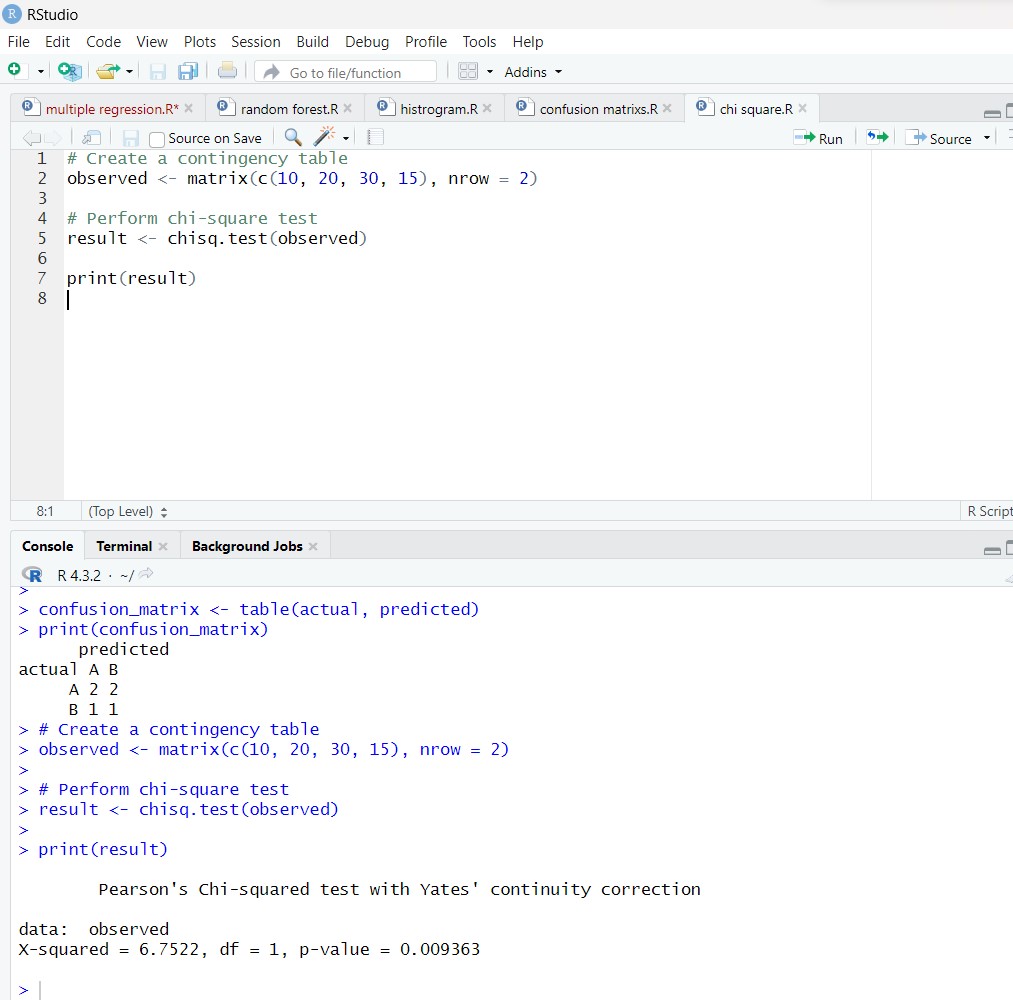 RStudio
File Edit Code View Plots Session Build Debug Profile Tools Help
Go to file/function Addins
multiple regression.R* random forest.R histrogram.R confusion matrixs.R chi square.R
Source on Save Run Source
1 # Create a contingency table
2 observed <- matrix(c(10, 20, 30, 15), nrow = 2)
3
4 # Perform chi-square test
5 result <- chisq.test(observed)
6
7 print(result)
8
8:1 (Top Level) R Script
Console Terminal Background Jobs
R R 4.3.2 · ~/
>
> confusion_matrix <- table(actual, predicted)
> print(confusion_matrix)
      predicted
actual A B
     A 2 2
     B 1 1
> # Create a contingency table
> observed <- matrix(c(10, 20, 30, 15), nrow = 2)
>
> # Perform chi-square test
> result <- chisq.test(observed)
>
> print(result)
        Pearson's Chi-squared test with Yates' continuity correction
data:  observed
X-squared = 6.7522, df = 1, p-value = 0.009363
>